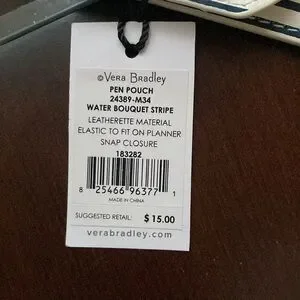 ©Vera Bradley
PEN POUCH
24389-M34
WATER BOUQUET STRIPE
LEATHERETTE MATERIAL
ELASTIC TO FIT ON PLANNER
SNAP CLOSURE
183282
8 25466 96377 1
MADE IN CHINA
SUGGESTED RETAIL: $ 15.00
verabradley.com